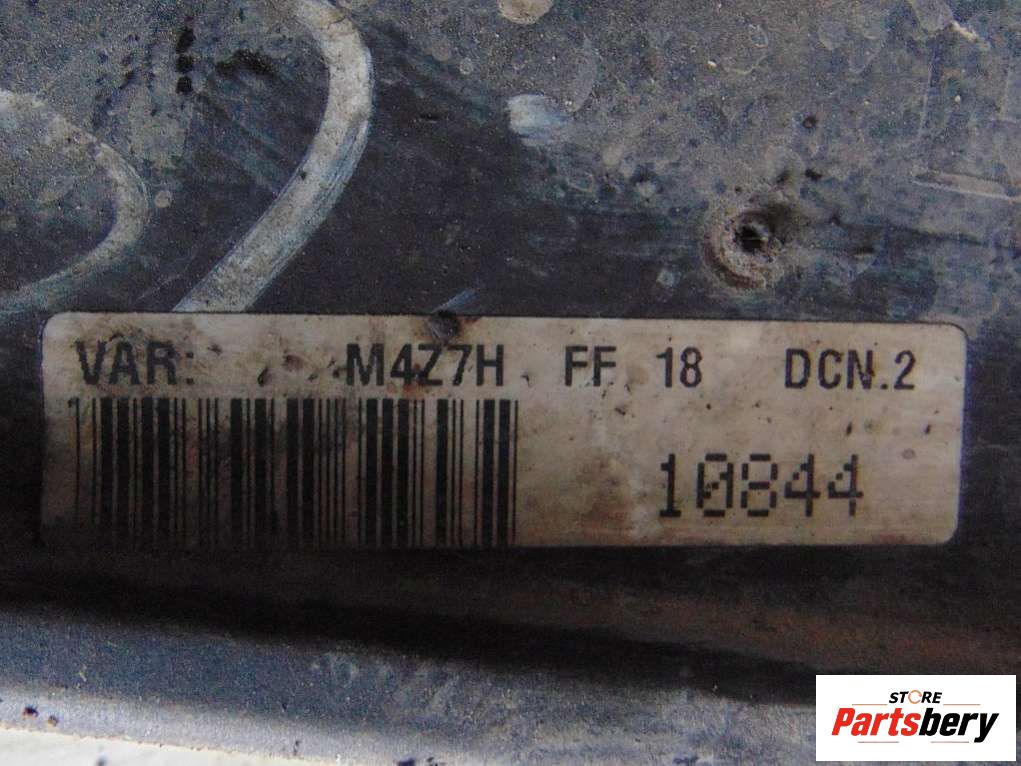 VAR: M4Z7H FF 18 DCN.2
10844
STORE
Partsbery